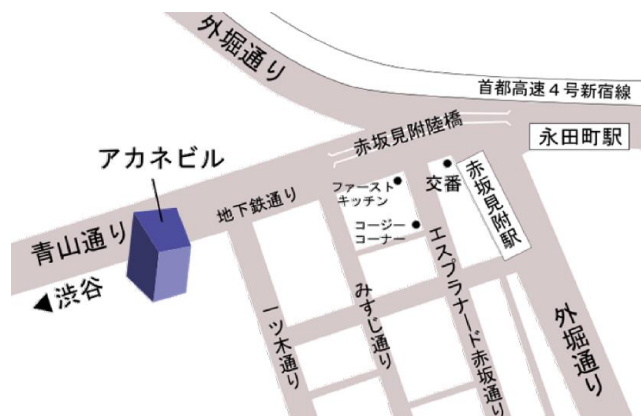 外堀通り
首都高速4号新宿線
赤坂見附陸橋
永田町駅
アカネビル
ファースト
キッチン
交番
赤坂見附駅
地下鉄通り
コージー
コーナー
青山通り
◀渋谷
一ツ木通り
みすじ通り
エスプラナード赤坂通り
外堀通り